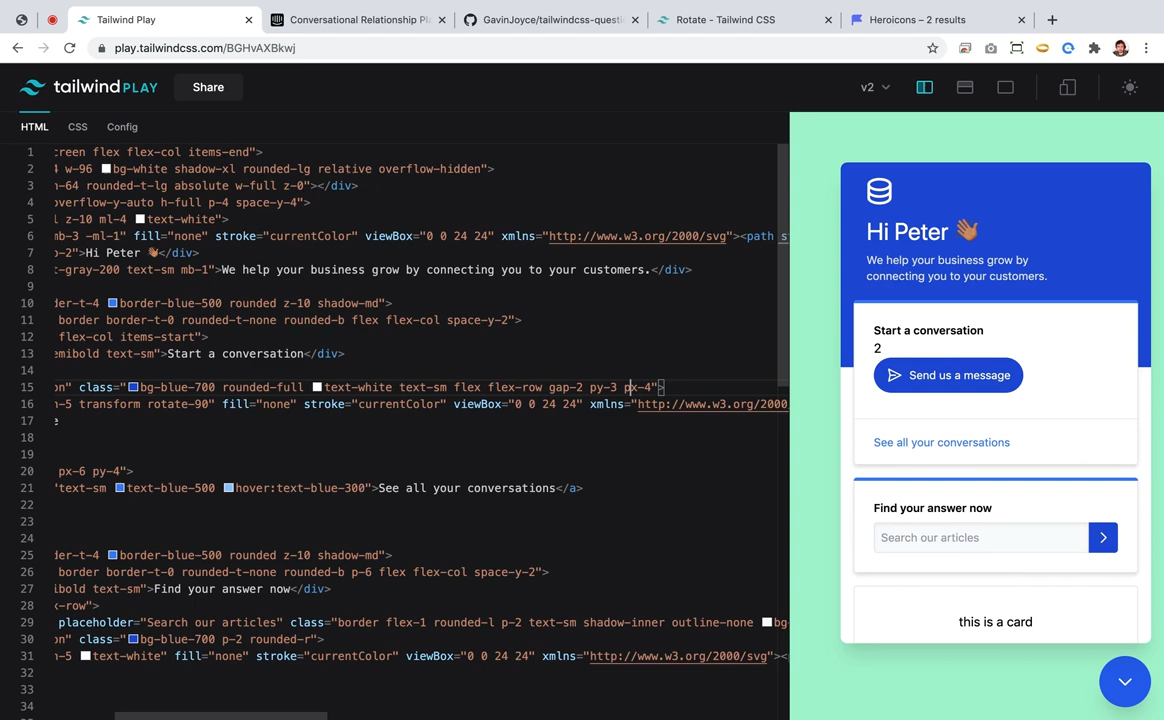 Tailwind Play
Conversational Relationship Pl
GavinJoyce/tailwindcss-questi
Rotate - Tailwind CSS
Heroicons – 2 results
play.tailwindcss.com/BGHvAXBkwj
tailwind PLAY
Share
v2
HTML
CSS
Config
1 creen flex flex-col items-end">
2 4 w-96 bg-white shadow-xl rounded-lg relative overflow-hidden">
3 h-64 rounded-t-lg absolute w-full z-0"></div>
4 overflow-y-auto h-full p-4 space-y-4">
5 l z-10 ml-4 text-white">
6 mb-3 -ml-1" fill="none" stroke="currentColor" viewBox="0 0 24 24" xmlns="http://www.w3.org/2000/svg"><path s
7 b-2">Hi Peter 👋🏾</div>
8 t-gray-200 text-sm mb-1">We help your business grow by connecting you to your customers.</div>
9
10 der-t-4 border-blue-500 rounded z-10 shadow-md">
11 border border-t-0 rounded-t-none rounded-b flex flex-col space-y-2">
12 flex-col items-start">
13 emibold text-sm">Start a conversation</div>
14
15 on" class="bg-blue-700 rounded-full text-white text-sm flex flex-row gap-2 py-3 px-4">
16 h-5 transform rotate-90" fill="none" stroke="currentColor" viewBox="0 0 24 24" xmlns="http://www.w3.org/2000
17 e
18
19
20 px-6 py-4">
21 "text-sm text-blue-500 hover:text-blue-300">See all your conversations</a>
22
23
24
25 der-t-4 border-blue-500 rounded z-10 shadow-md">
26 border border-t-0 rounded-t-none rounded-b p-6 flex flex-col space-y-2">
27 ibold text-sm">Find your answer now</div>
28 x-row">
29 placeholder="Search our articles" class="border flex-1 rounded-l p-2 text-sm shadow-inner outline-none bg-
30 on" class="bg-blue-700 p-2 rounded-r">
31 h-5 text-white" fill="none" stroke="currentColor" viewBox="0 0 24 24" xmlns="http://www.w3.org/2000/svg"><
32
33
34
Hi Peter 👋🏾
We help your business grow by
connecting you to your customers.
Start a conversation
2
Send us a message
See all your conversations
Find your answer now
Search our articles
this is a card